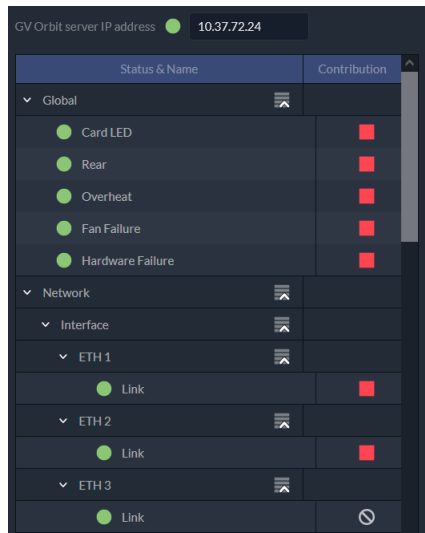 GV Orbit server IP address 10.37.72.24
Status & Name Contribution
Global
Card LED
Rear
Overheat
Fan Failure
Hardware Failure
Network
Interface
ETH 1
Link
ETH 2
Link
ETH 3
Link